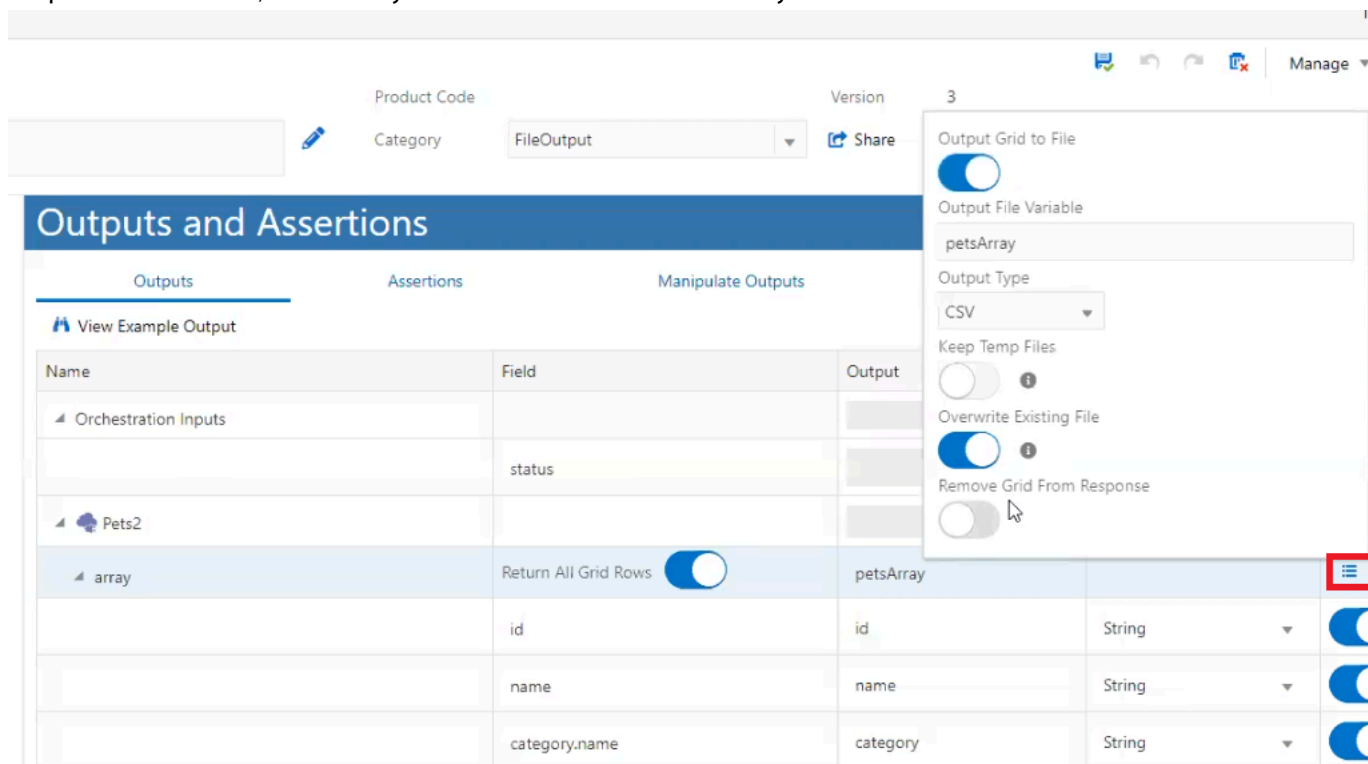 Manage
Product Code
Version 3
Category FileOutput Share
Output Grid to File
Output File Variable
petsArray
Output Type
CSV
Keep Temp Files
Overwrite Existing File
Remove Grid From Response
Outputs and Assertions
Outputs Assertions Manipulate Outputs
View Example Output
Name Field Output
Orchestration Inputs
status
Pets2
array Return All Grid Rows petsArray
id id String
name name String
category.name category String